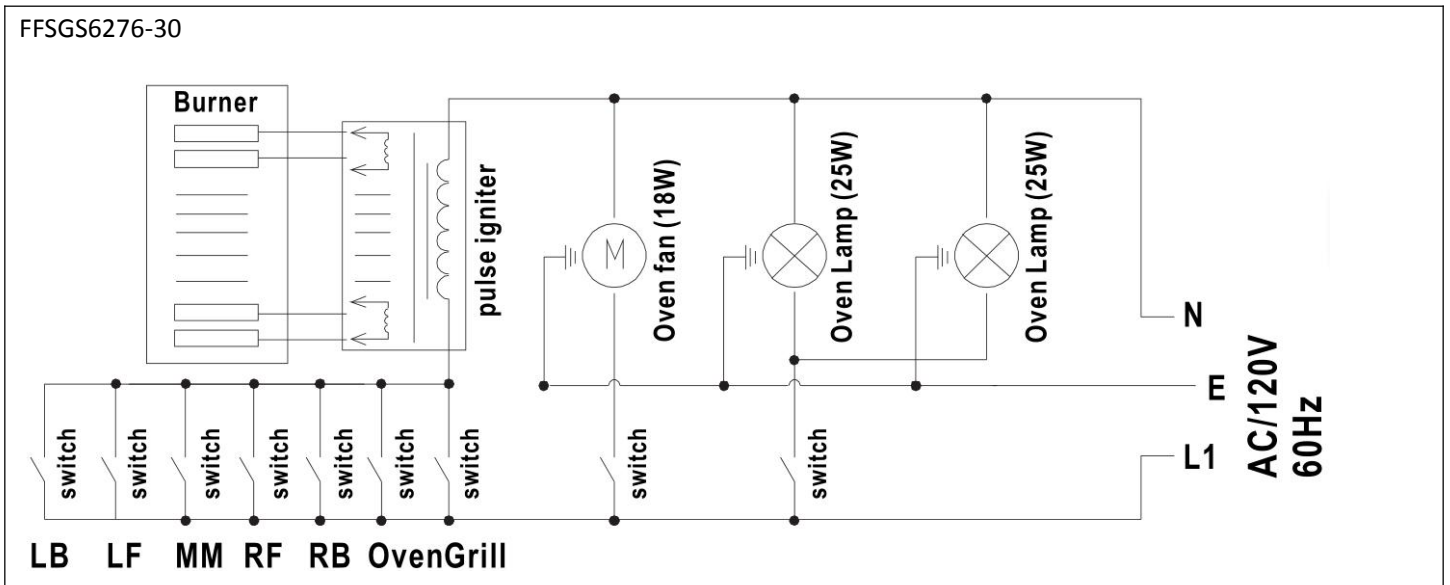 FFSGS6276-30
Burner
pulse igniter
Oven fan (18W)
M
Oven Lamp (25W)
Oven Lamp (25W)
N
E
L1
AC/120V
60Hz
switch
switch
switch
switch
switch
switch
switch
switch
switch
LB LF MM RF RB OvenGrill